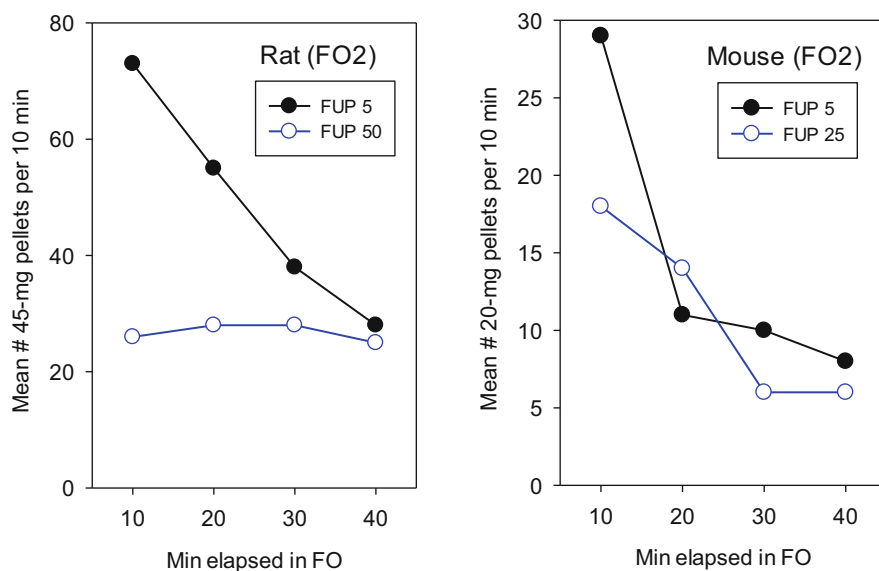 Rat (FO2)
FUP 5
FUP 50
Mean # 45-mg pellets per 10 min
80
60
40
20
0
10 20 30 40
Min elapsed in FO
Mouse (FO2)
FUP 5
FUP 25
Mean # 20-mg pellets per 10 min
30
25
20
15
10
5
0
10 20 30 40
Min elapsed in FO